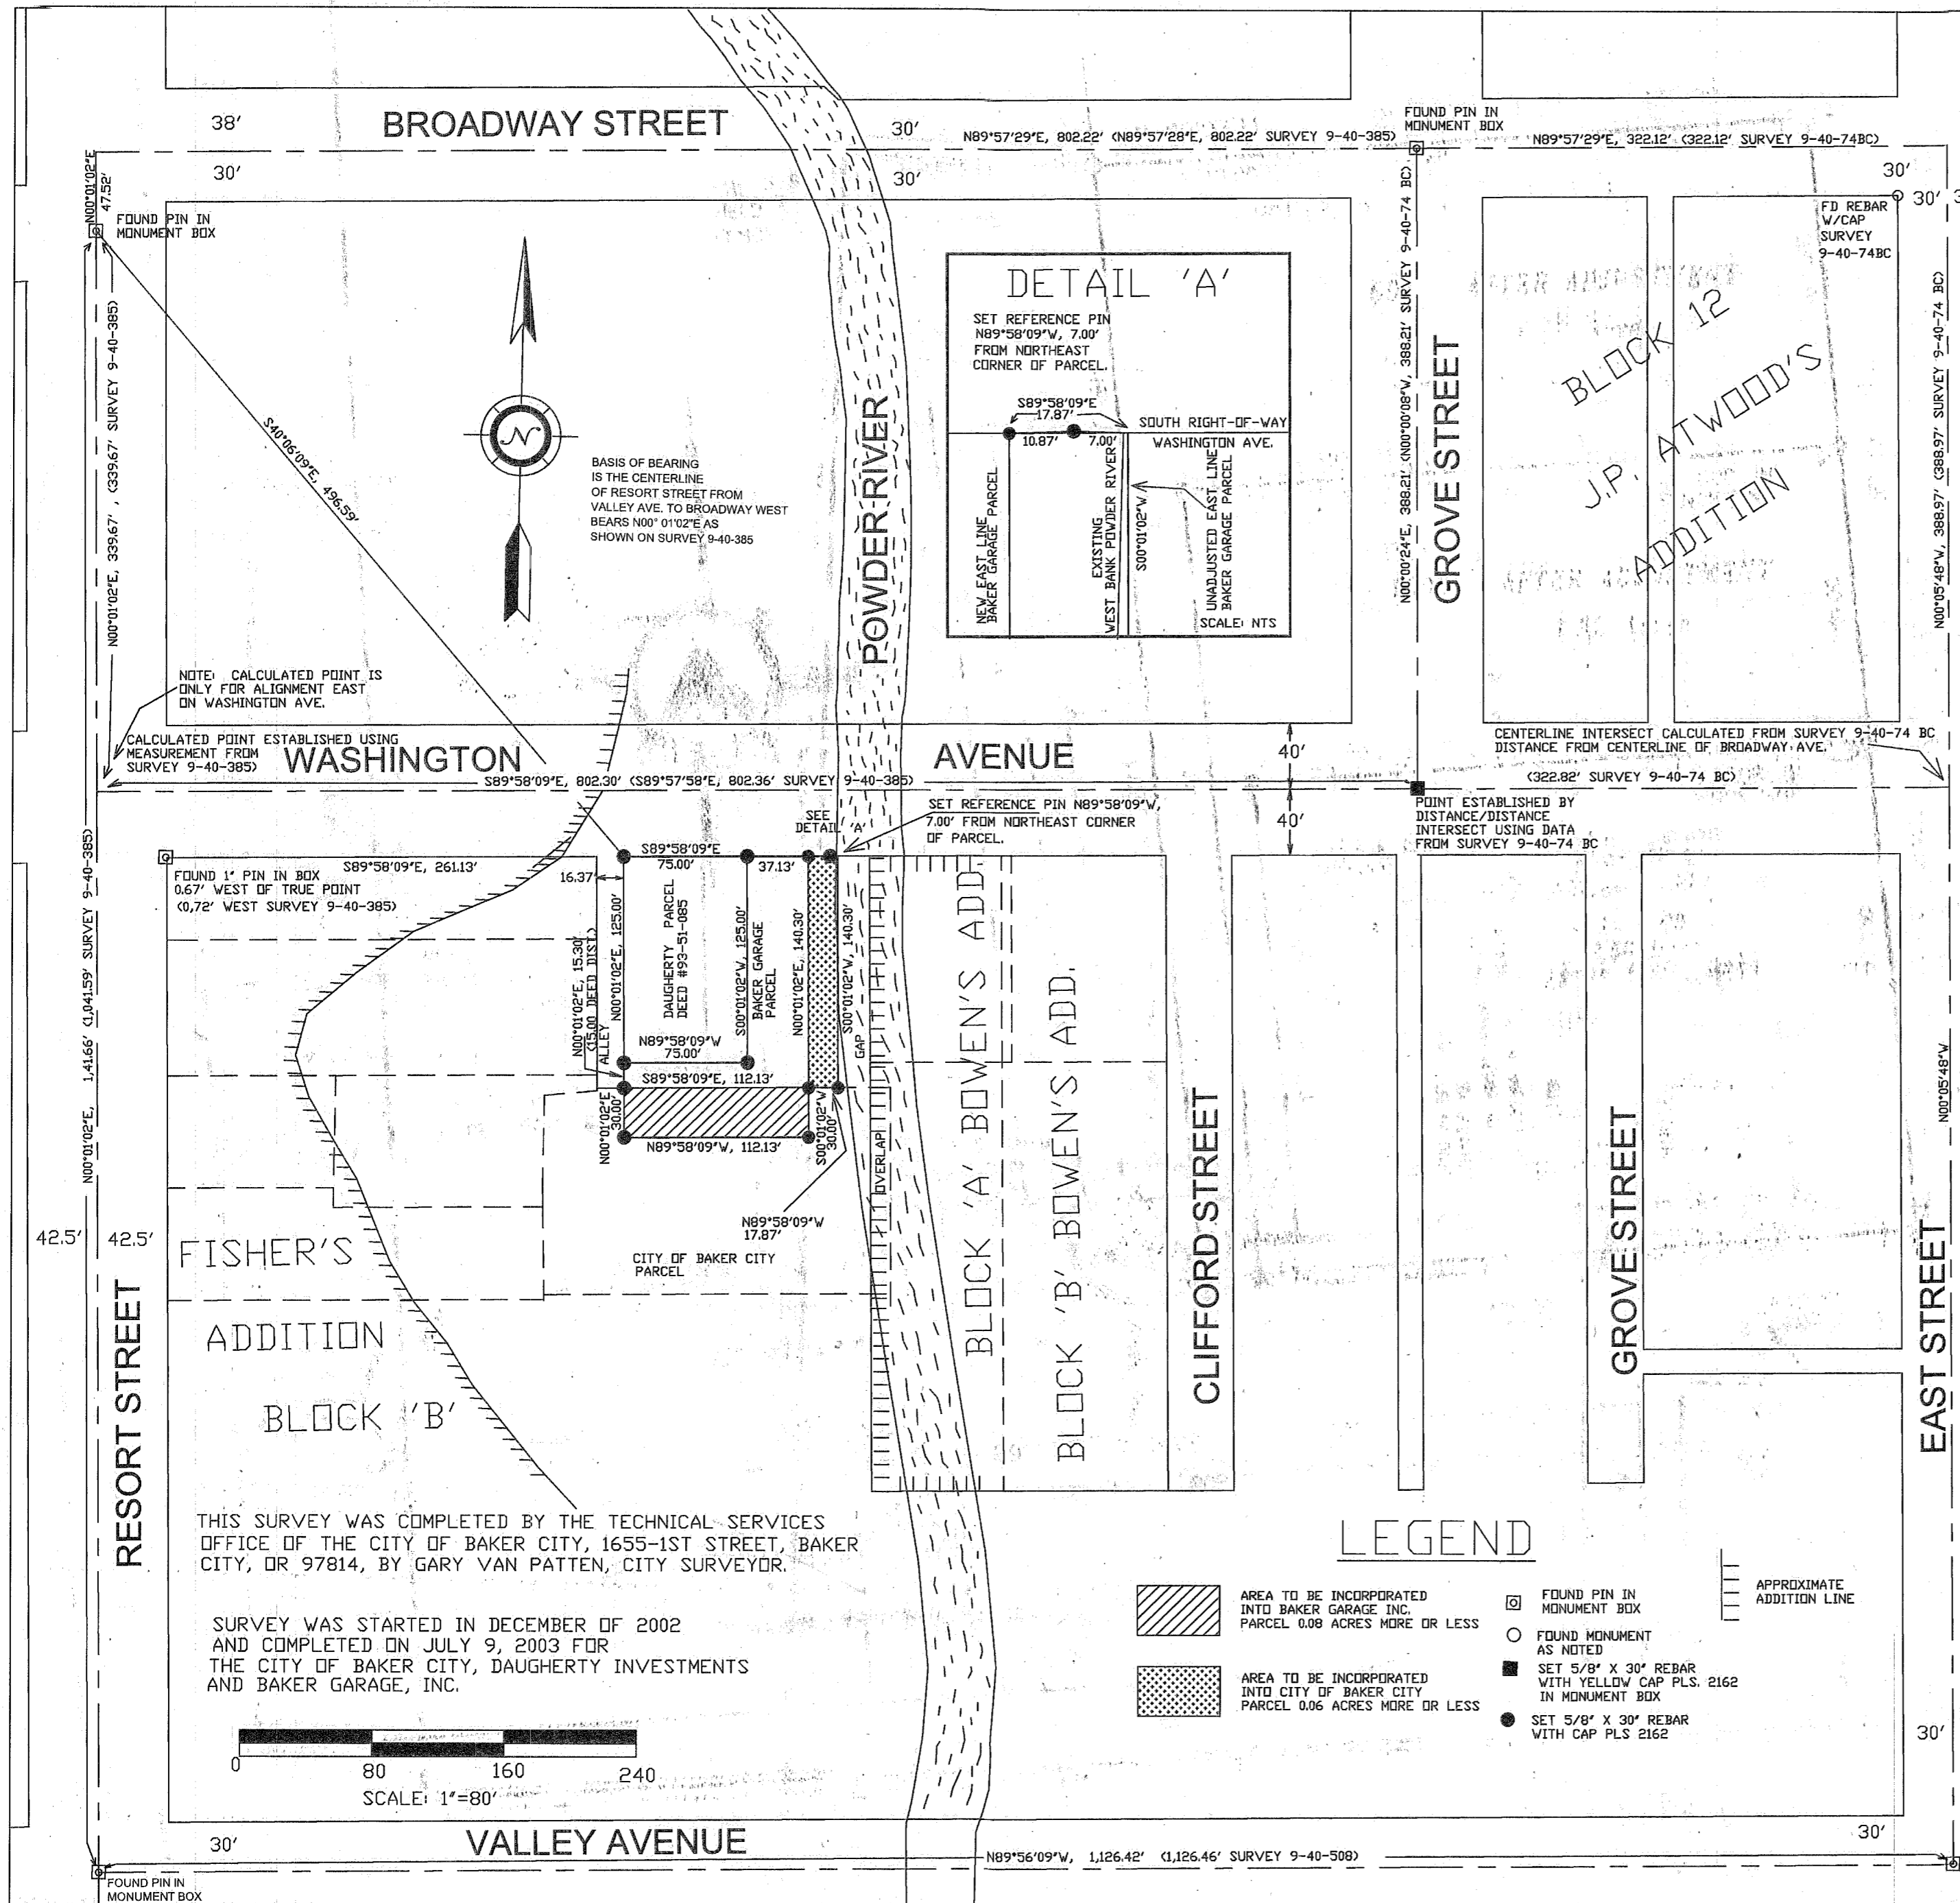 BROADWAY STREET
38'
30'
30'
30'
N89°57'29"E, 802.22' (N89°57'28"E, 802.22' SURVEY 9-40-385)
FOUND PIN IN
MONUMENT BOX
N89°57'29"E, 322.12' (322.12' SURVEY 9-40-74BC)
30'
30'
FD REBAR
W/CAP
SURVEY
9-40-74BC
N00°01'02"E
47.52'
FOUND PIN IN
MONUMENT BOX
N00°01'02"E, 339.67' , (339.67' SURVEY 9-40-385)
S40°06'09"E, 496.59'
N
BASIS OF BEARING
IS THE CENTERLINE
OF RESORT STREET FROM
VALLEY AVE. TO BROADWAY WEST
BEARS N00° 01'02"E AS
SHOWN ON SURVEY 9-40-385
POWDER RIVER
DETAIL 'A'
SET REFERENCE PIN
N89°58'09"W, 7.00'
FROM NORTHEAST
CORNER OF PARCEL.
S89°58'09"E
17.87'
SOUTH RIGHT-OF-WAY
10.87'
7.00'
WASHINGTON AVE.
NEW EAST LINE
BAKER GARAGE PARCEL
EXISTING
WEST BANK POWDER RIVER
S00°01'02"W
UNADJUSTED EAST LINE
BAKER GARAGE PARCEL
SCALE: NTS
N00°00'24"E, 388.21' (N00°00'08"W, 388.21' SURVEY 9-40-74 BC)
GROVE STREET
BLOCK 12
J.P. ATWOOD'S
ADDITION
N00°05'48"W, 388.97' (388.97' SURVEY 9-40-74 BC)
NOTE: CALCULATED POINT IS
ONLY FOR ALIGNMENT EAST
ON WASHINGTON AVE.
CALCULATED POINT ESTABLISHED USING
MEASUREMENT FROM
SURVEY 9-40-385)
WASHINGTON AVENUE
S89°58'09"E, 802.30' (S89°57'58"E, 802.36' SURVEY 9-40-385)
40'
40'
CENTERLINE INTERSECT CALCULATED FROM SURVEY 9-40-74 BC
DISTANCE FROM CENTERLINE OF BROADWAY AVE.
(322.82' SURVEY 9-40-74 BC)
POINT ESTABLISHED BY
DISTANCE/DISTANCE
INTERSECT USING DATA
FROM SURVEY 9-40-74 BC
SEE
DETAIL 'A'
SET REFERENCE PIN N89°58'09"W,
7.00' FROM NORTHEAST CORNER
OF PARCEL.
S89°58'09"E, 261.13'
FOUND 1" PIN IN BOX
0.67' WEST OF TRUE POINT
(0,72' WEST SURVEY 9-40-385)
16.37'
S89°58'09"E
75.00'
37.13'
N00°01'02"E, 15.30'
(15.00 DEED DIST.)
ALLEY
N00°01'02"E, 125.00'
DAUGHERTY PARCEL
DEED #93-51-085
S00°01'02"W, 125.00'
BAKER GARAGE
PARCEL
N00°01'02"E, 140.30'
S00°01'02"W, 140.30'
GAP
N89°58'09"W
75.00'
S89°58'09"E, 112.13'
N00°01'02"E
30.00'
N89°58'09"W, 112.13'
S00°01'02"W
30.00'
OVERLAP
N89°58'09"W
17.87'
CITY OF BAKER CITY
PARCEL
BLOCK 'A' BOWEN'S ADD.
BLOCK 'B' BOWEN'S ADD.
CLIFFORD STREET
GROVE STREET
EAST STREET
N00°05'48"W
N00°01'02"E, 1,41.66' (1,041.59' SURVEY 9-40-385)
42.5'
42.5'
RESORT STREET
FISHER'S
ADDITION
BLOCK 'B'
THIS SURVEY WAS COMPLETED BY THE TECHNICAL SERVICES
OFFICE OF THE CITY OF BAKER CITY, 1655-1ST STREET, BAKER
CITY, OR 97814, BY GARY VAN PATTEN, CITY SURVEYOR.
SURVEY WAS STARTED IN DECEMBER OF 2002
AND COMPLETED ON JULY 9, 2003 FOR
THE CITY OF BAKER CITY, DAUGHERTY INVESTMENTS
AND BAKER GARAGE, INC.
0 80 160 240
SCALE: 1"=80'
LEGEND
AREA TO BE INCORPORATED
INTO BAKER GARAGE INC.
PARCEL 0.08 ACRES MORE OR LESS
AREA TO BE INCORPORATED
INTO CITY OF BAKER CITY
PARCEL 0.06 ACRES MORE OR LESS
FOUND PIN IN
MONUMENT BOX
FOUND MONUMENT
AS NOTED
SET 5/8" X 30" REBAR
WITH YELLOW CAP PLS. 2162
IN MONUMENT BOX
SET 5/8" X 30" REBAR
WITH CAP PLS 2162
APPROXIMATE
ADDITION LINE
30'
30'
30'
VALLEY AVENUE
N89°56'09"W, 1,126.42' (1,126.46' SURVEY 9-40-508)
FOUND PIN IN
MONUMENT BOX